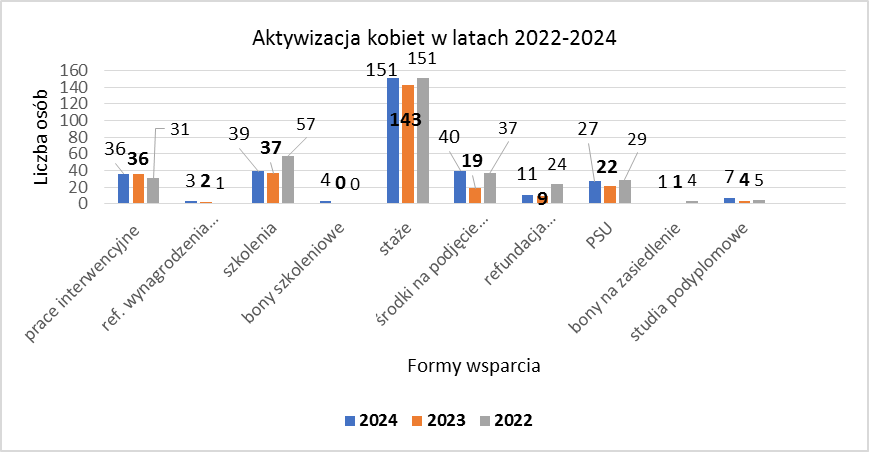 Aktywizacja kobiet w latach 2022-2024
Liczba osób
160
140
120
100
80
60
40
20
0
36 36 31
3 2 1
39 37 57
4 0 0
151 143 151
40 19 37
11 9 24
27 22 29
1 1 4
7 4 5
prace interwencyjne
ref. wynagrodzenia...
szkolenia
bony szkoleniowe
staże
środki na podjęcie...
refundacja...
PSU
bony na zasiedlenie
studia podyplomowe
Formy wsparcia
2024 2023 2022